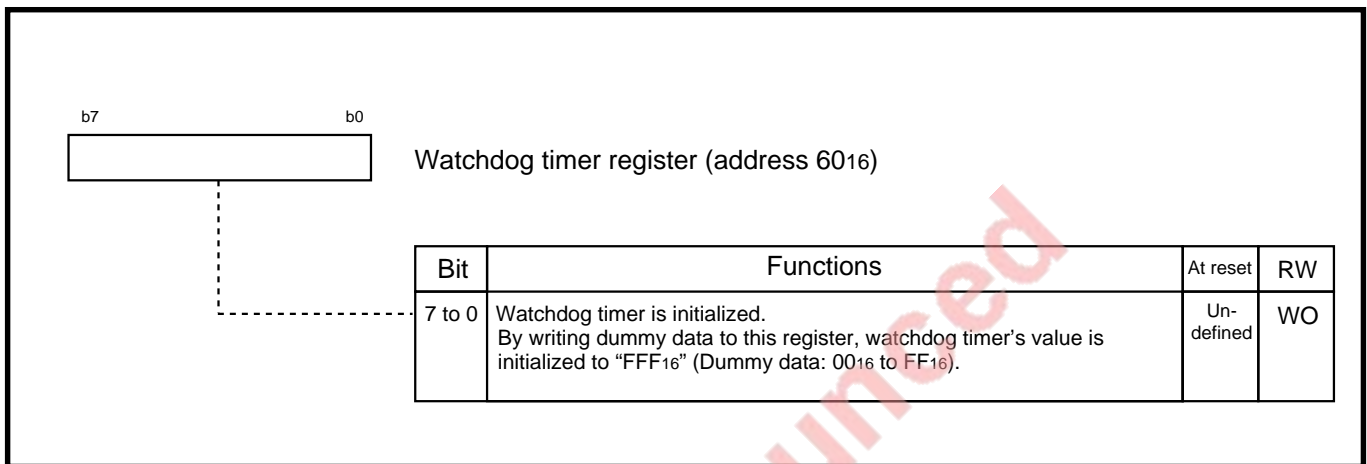 b7 b0
Watchdog timer register (address 6016)
Bit Functions At reset RW
7 to 0 Watchdog timer is initialized. Un- WO
By writing dummy data to this register, watchdog timer’s value is defined
initialized to “FFF16” (Dummy data: 0016 to FF16).
unced